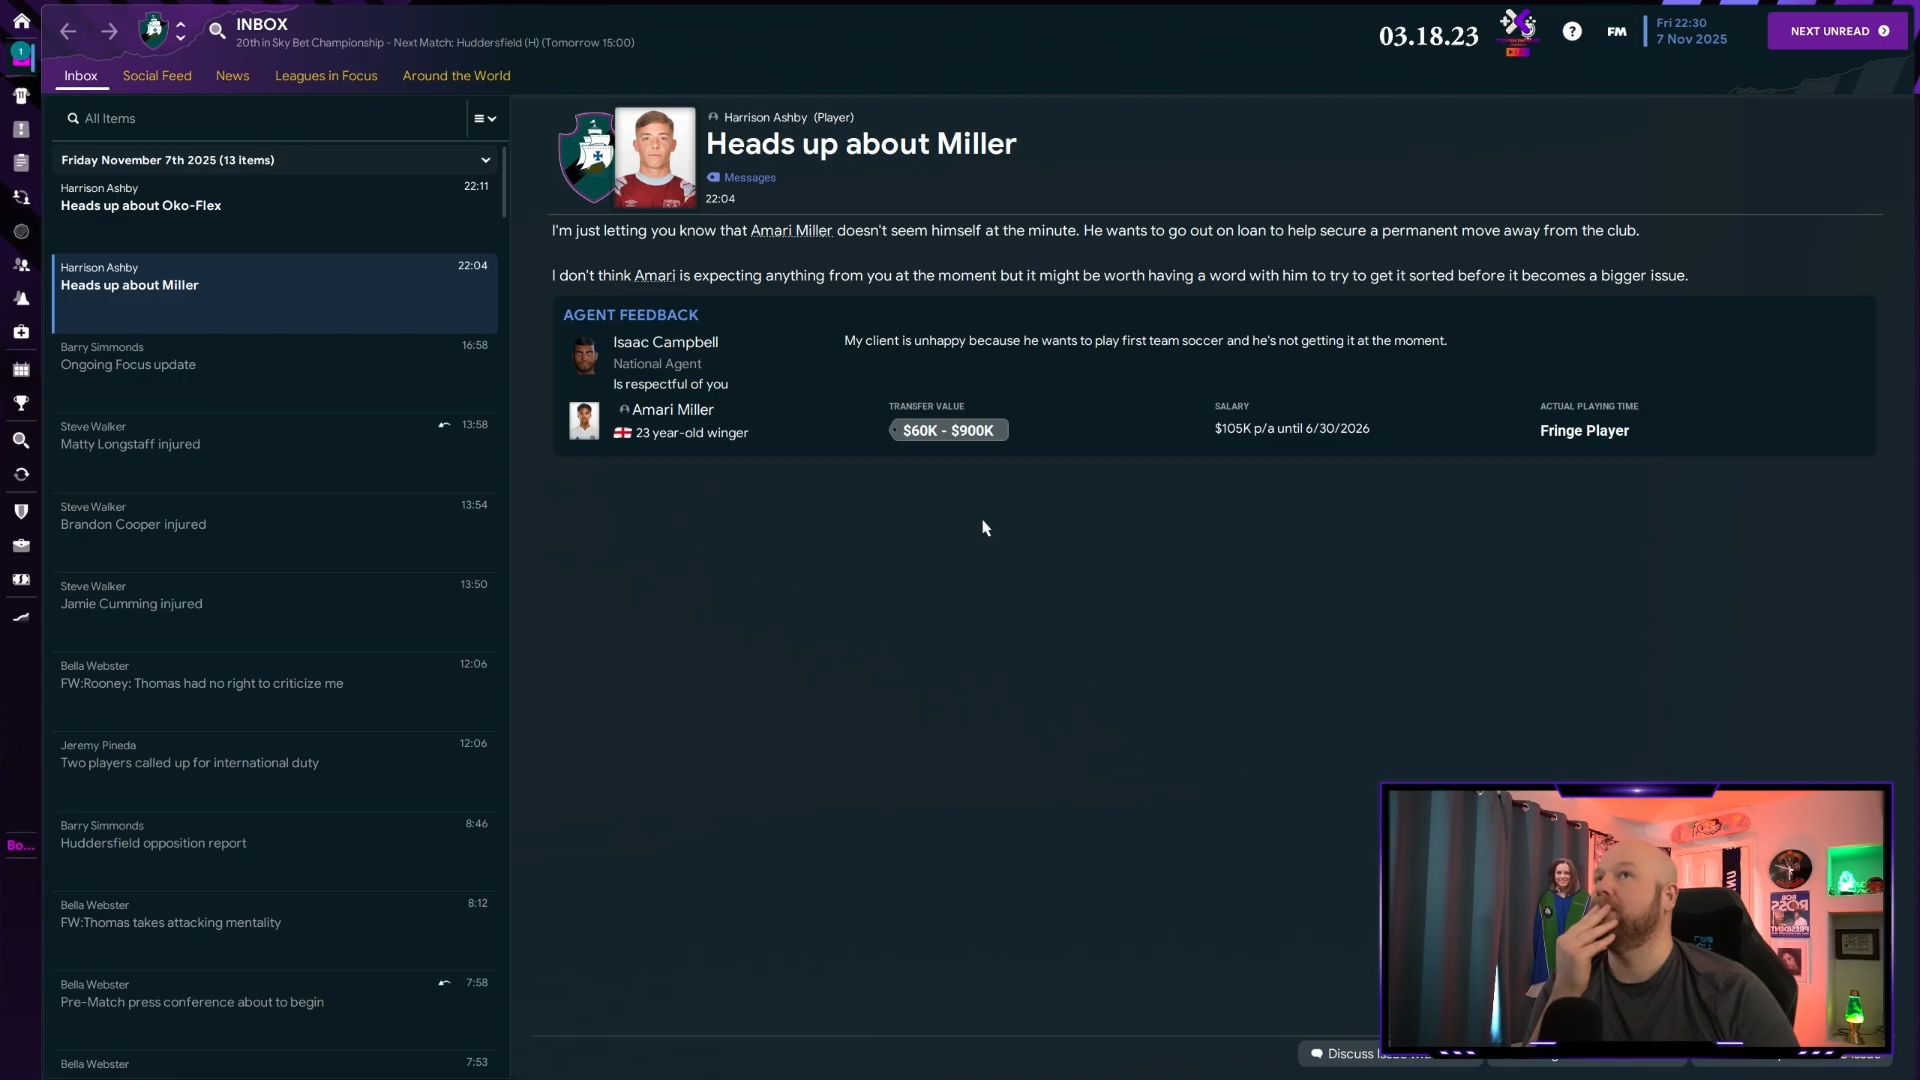 INBOX
20th in Sky Bet Championship - Next Match: Huddersfield (H) (Tomorrow 15:00)
03.18.23
FM
Fri 22:30
7 Nov 2025
NEXT UNREAD
1
Inbox
Social Feed
News
Leagues in Focus
Around the World
All Items
Friday November 7th 2025 (13 items)
Harrison Ashby
22:11
Heads up about Oko-Flex
Harrison Ashby
22:04
Heads up about Miller
Barry Simmonds
16:58
Ongoing Focus update
Steve Walker
13:58
Matty Longstaff injured
Steve Walker
13:54
Brandon Cooper injured
Steve Walker
13:50
Jamie Cumming injured
Bella Webster
12:06
FW:Rooney: Thomas had no right to criticize me
Jeremy Pineda
12:06
Two players called up for international duty
Barry Simmonds
8:46
Huddersfield opposition report
Bella Webster
8:12
FW:Thomas takes attacking mentality
Bella Webster
7:58
Pre-Match press conference about to begin
Bella Webster
7:53
Bo...
Harrison Ashby (Player)
Heads up about Miller
Messages
22:04
I'm just letting you know that Amari Miller doesn't seem himself at the minute. He wants to go out on loan to help secure a permanent move away from the club.
I don't think Amari is expecting anything from you at the moment but it might be worth having a word with him to try to get it sorted before it becomes a bigger issue.
AGENT FEEDBACK
Isaac Campbell
National Agent
Is respectful of you
My client is unhappy because he wants to play first team soccer and he's not getting it at the moment.
Amari Miller
23 year-old winger
TRANSFER VALUE
$60K - $900K
SALARY
$105K p/a until 6/30/2026
ACTUAL PLAYING TIME
Fringe Player
BOB
ROSS
PRESIDENT
Discuss